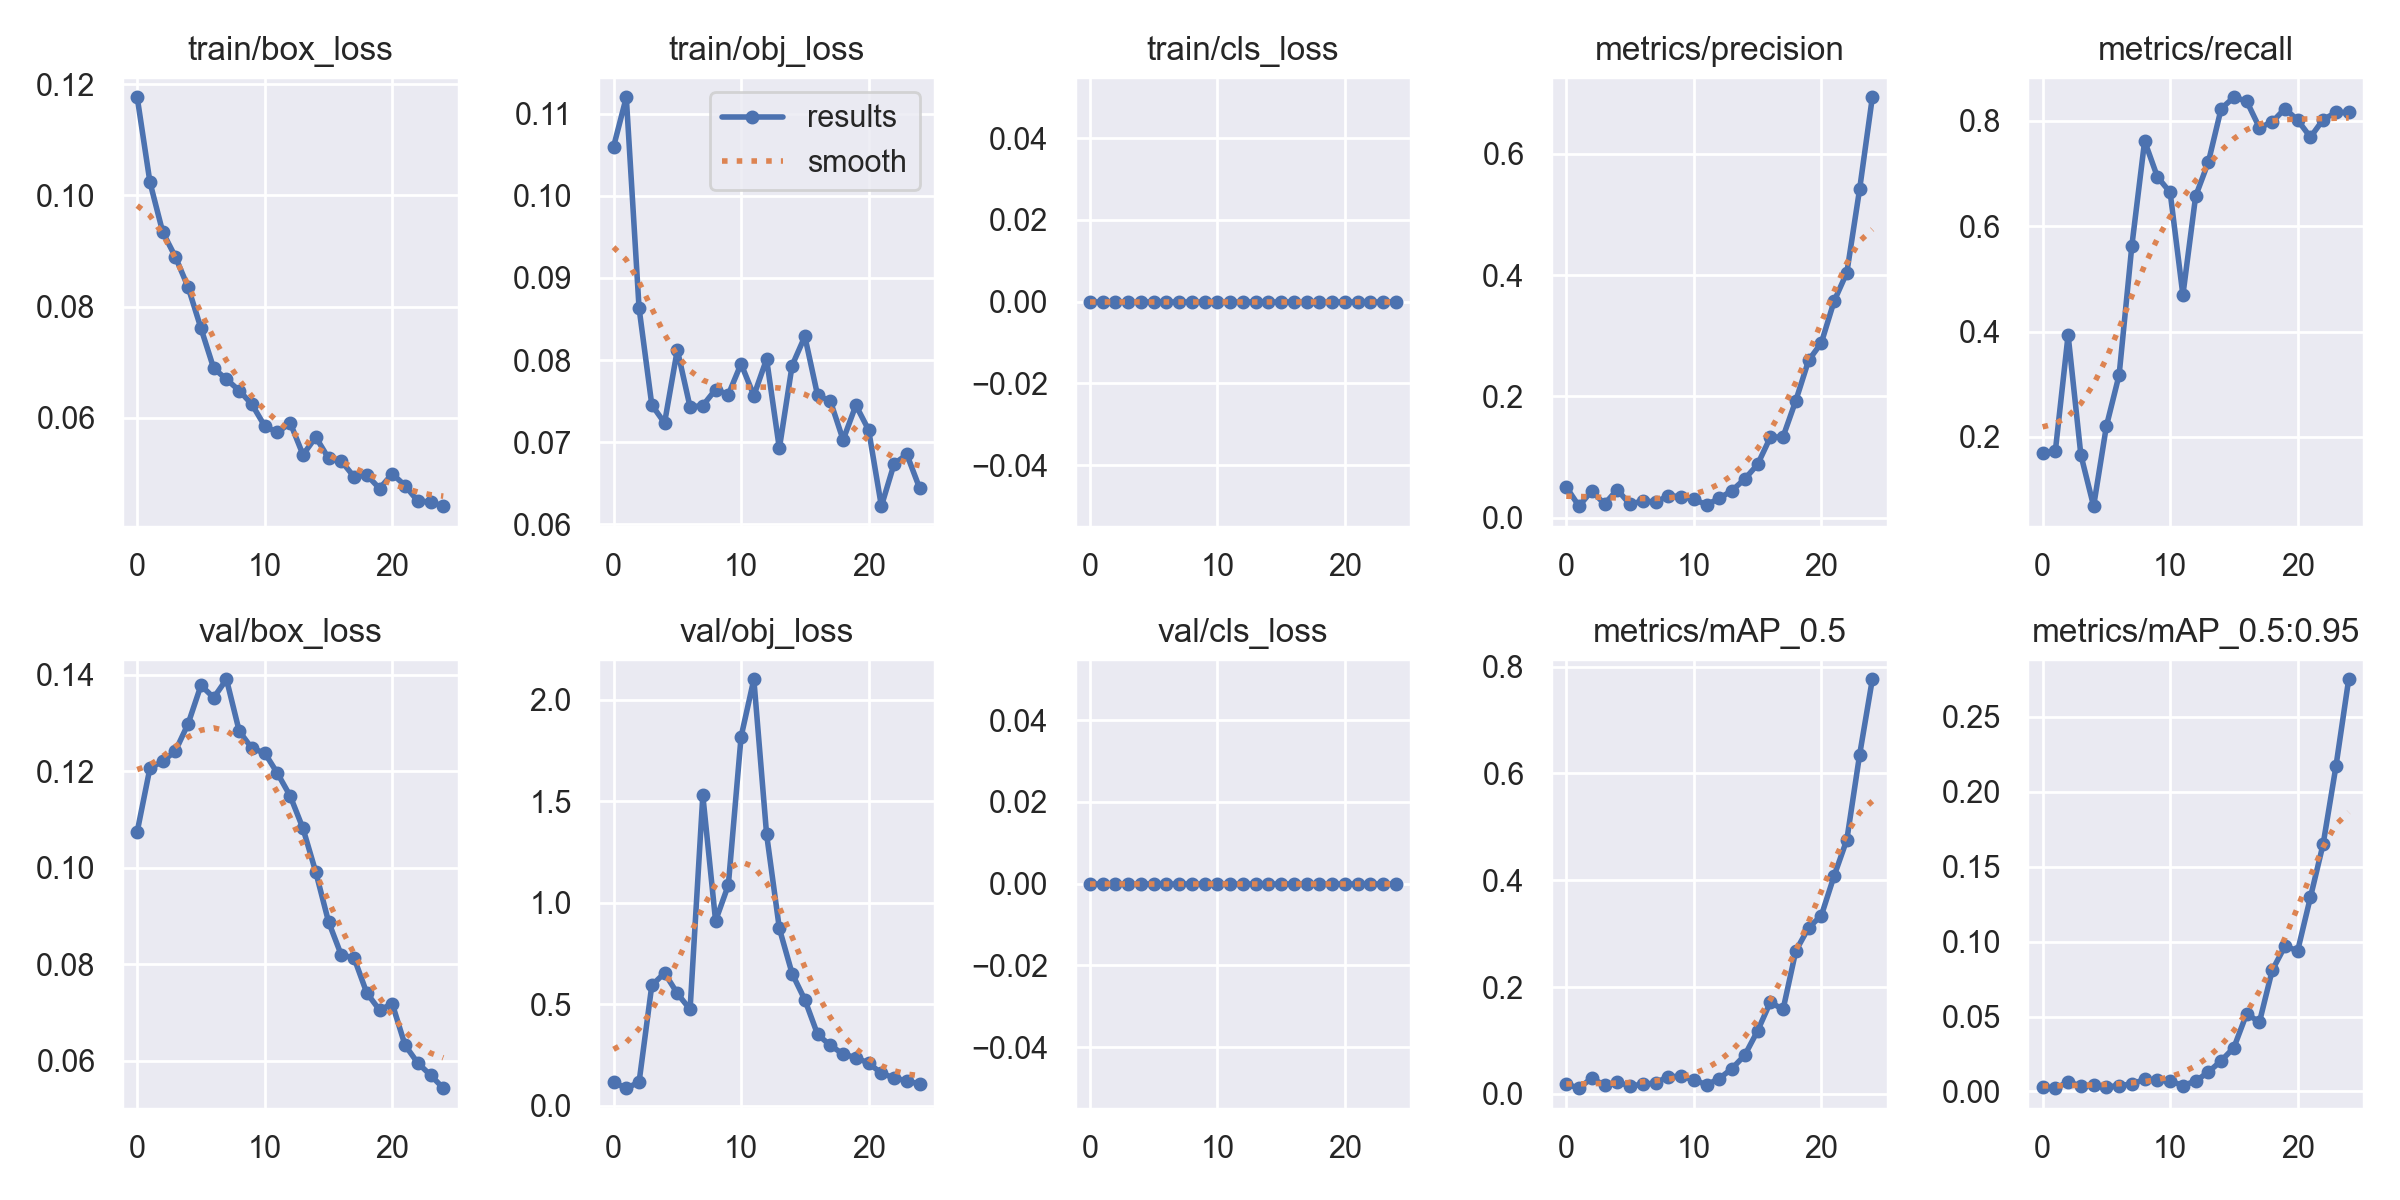 train/box_loss
0.12
0.10
0.08
0.06
0 10 20
train/obj_loss
results
smooth
0.11
0.10
0.09
0.08
0.07
0.06
0 10 20
train/cls_loss
0.04
0.02
0.00
−0.02
−0.04
0 10 20
metrics/precision
0.6
0.4
0.2
0.0
0 10 20
metrics/recall
0.8
0.6
0.4
0.2
0 10 20
val/box_loss
0.14
0.12
0.10
0.08
0.06
0 10 20
val/obj_loss
2.0
1.5
1.0
0.5
0.0
0 10 20
val/cls_loss
0.04
0.02
0.00
−0.02
−0.04
0 10 20
metrics/mAP_0.5
0.8
0.6
0.4
0.2
0.0
0 10 20
metrics/mAP_0.5:0.95
0.25
0.20
0.15
0.10
0.05
0.00
0 10 20